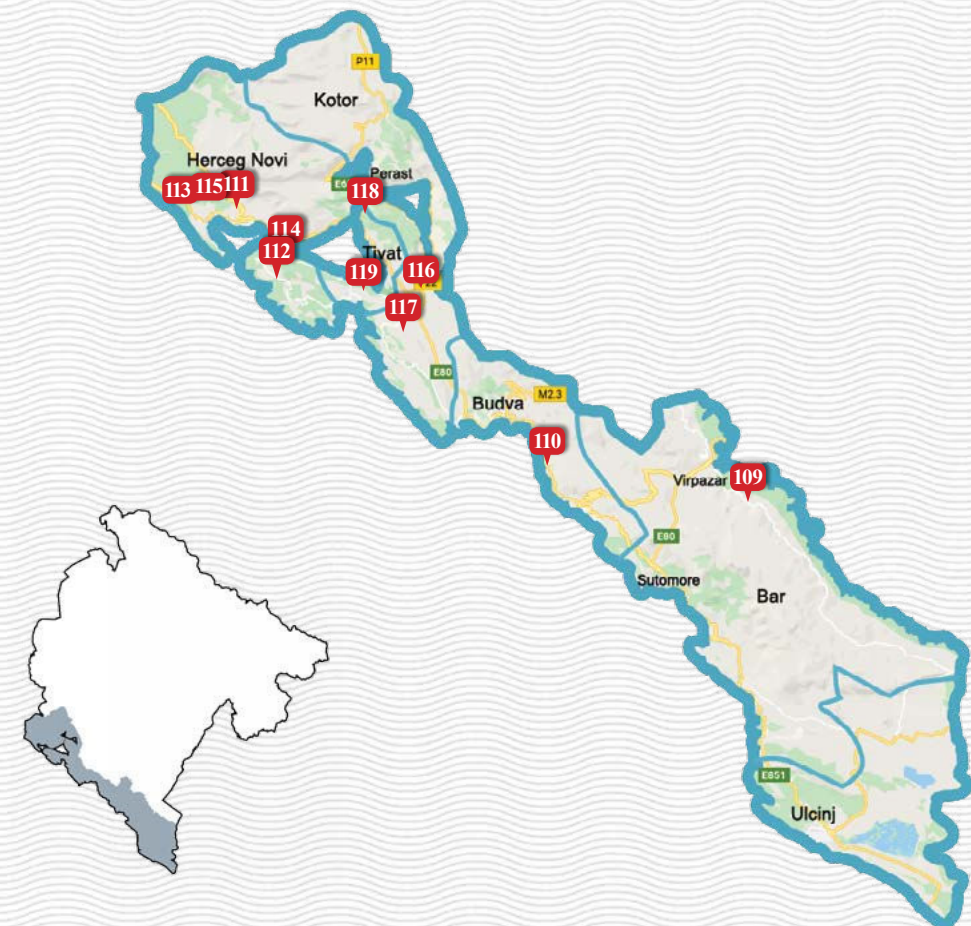 P11
Kotor
Herceg Novi
Perast
E6
113
115
111
118
114
112
Tivat
119
116
117
E80
Budva
M2.3
110
Virpazar
109
E80
Sutomore
Bar
E851
Ulcinj